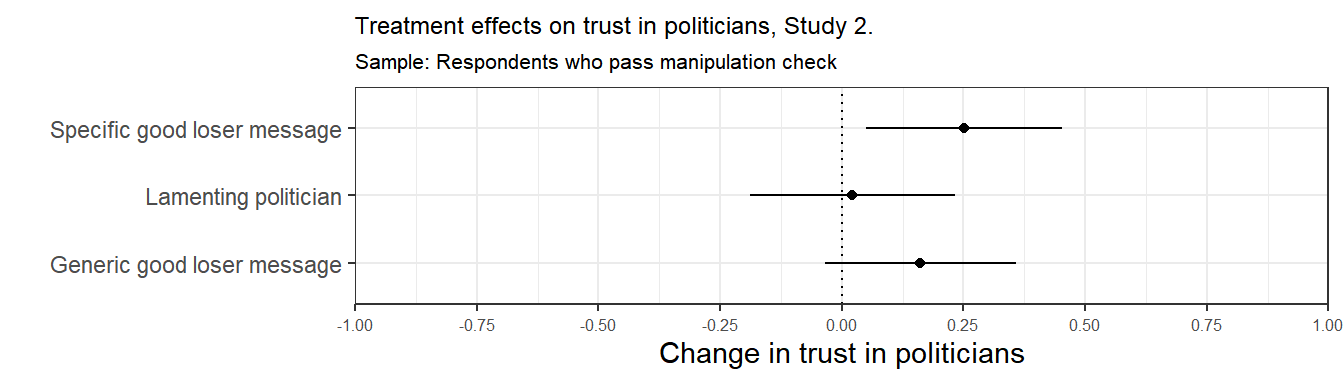 Treatment effects on trust in politicians, Study 2.
Sample: Respondents who pass manipulation check
Specific good loser message
Lamenting politician
Generic good loser message
-1.00 -0.75 -0.50 -0.25 0.00 0.25 0.50 0.75 1.00
Change in trust in politicians